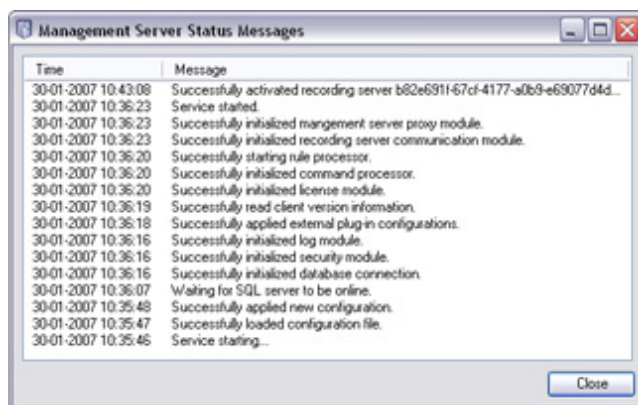 Management Server Status Messages
Time Message
30-01-2007 10:43:08 Successfully activated recording server b82e691f-67cf-4177-a0b9-e69077d4d...
30-01-2007 10:36:23 Service started.
30-01-2007 10:36:23 Successfully initialized mangement server proxy module.
30-01-2007 10:36:23 Successfully initialized recording server communication module.
30-01-2007 10:36:20 Successfully starting rule processor.
30-01-2007 10:36:20 Successfully initialized command processor.
30-01-2007 10:36:20 Successfully initialized license module.
30-01-2007 10:36:19 Successfully read client version information.
30-01-2007 10:36:18 Successfully applied external plug-in configurations.
30-01-2007 10:36:16 Successfully initialized log module.
30-01-2007 10:36:16 Successfully initialized security module.
30-01-2007 10:36:16 Successfully initialized database connection.
30-01-2007 10:36:07 Waiting for SQL server to be online.
30-01-2007 10:35:48 Successfully applied new configuration.
30-01-2007 10:35:47 Successfully loaded configuration file.
30-01-2007 10:35:46 Service starting...
Close